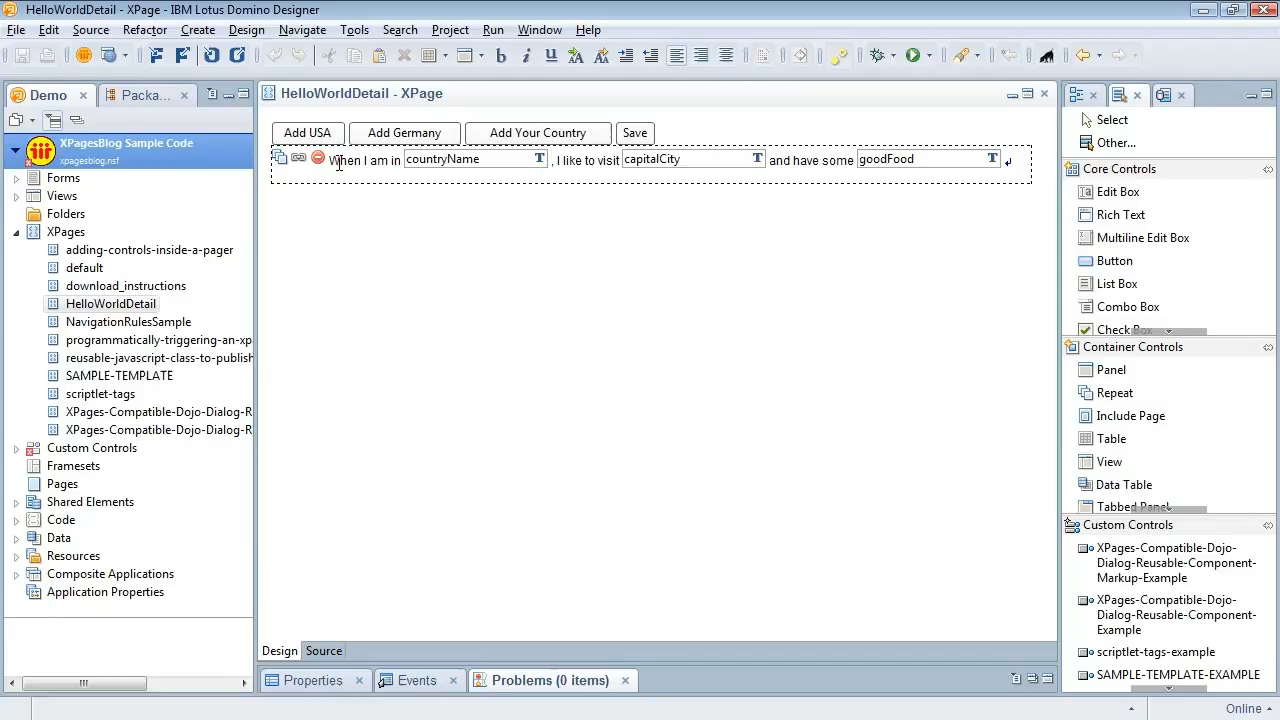 HelloWorldDetail - XPage - IBM Lotus Domino Designer
File Edit Source Refactor Create Design Navigate Tools Search Project Run Window Help
Demo
Packa...
XPagesBlog Sample Code
xpagesblog.nsf
Forms
Views
Folders
XPages
adding-controls-inside-a-pager
default
download_instructions
HelloWorldDetail
NavigationRulesSample
programmatically-triggering-an-xp
reusable-javascript-class-to-publish
SAMPLE-TEMPLATE
scriptlet-tags
XPages-Compatible-Dojo-Dialog-R
XPages-Compatible-Dojo-Dialog-R
Custom Controls
Framesets
Pages
Shared Elements
Code
Data
Resources
Composite Applications
Application Properties
HelloWorldDetail - XPage
Add USA Add Germany Add Your Country Save
When I am in countryName , I like to visit capitalCity and have some goodFood
Design Source
Properties Events Problems (0 items)
Select
Other...
Core Controls
Edit Box
Rich Text
Multiline Edit Box
Button
List Box
Combo Box
Check Box
Container Controls
Panel
Repeat
Include Page
Table
View
Data Table
Tabbed Panel
Custom Controls
XPages-Compatible-Dojo-
Dialog-Reusable-Component-
Markup-Example
XPages-Compatible-Dojo-
Dialog-Reusable-Component-
Example
scriptlet-tags-example
SAMPLE-TEMPLATE-EXAMPLE
Online